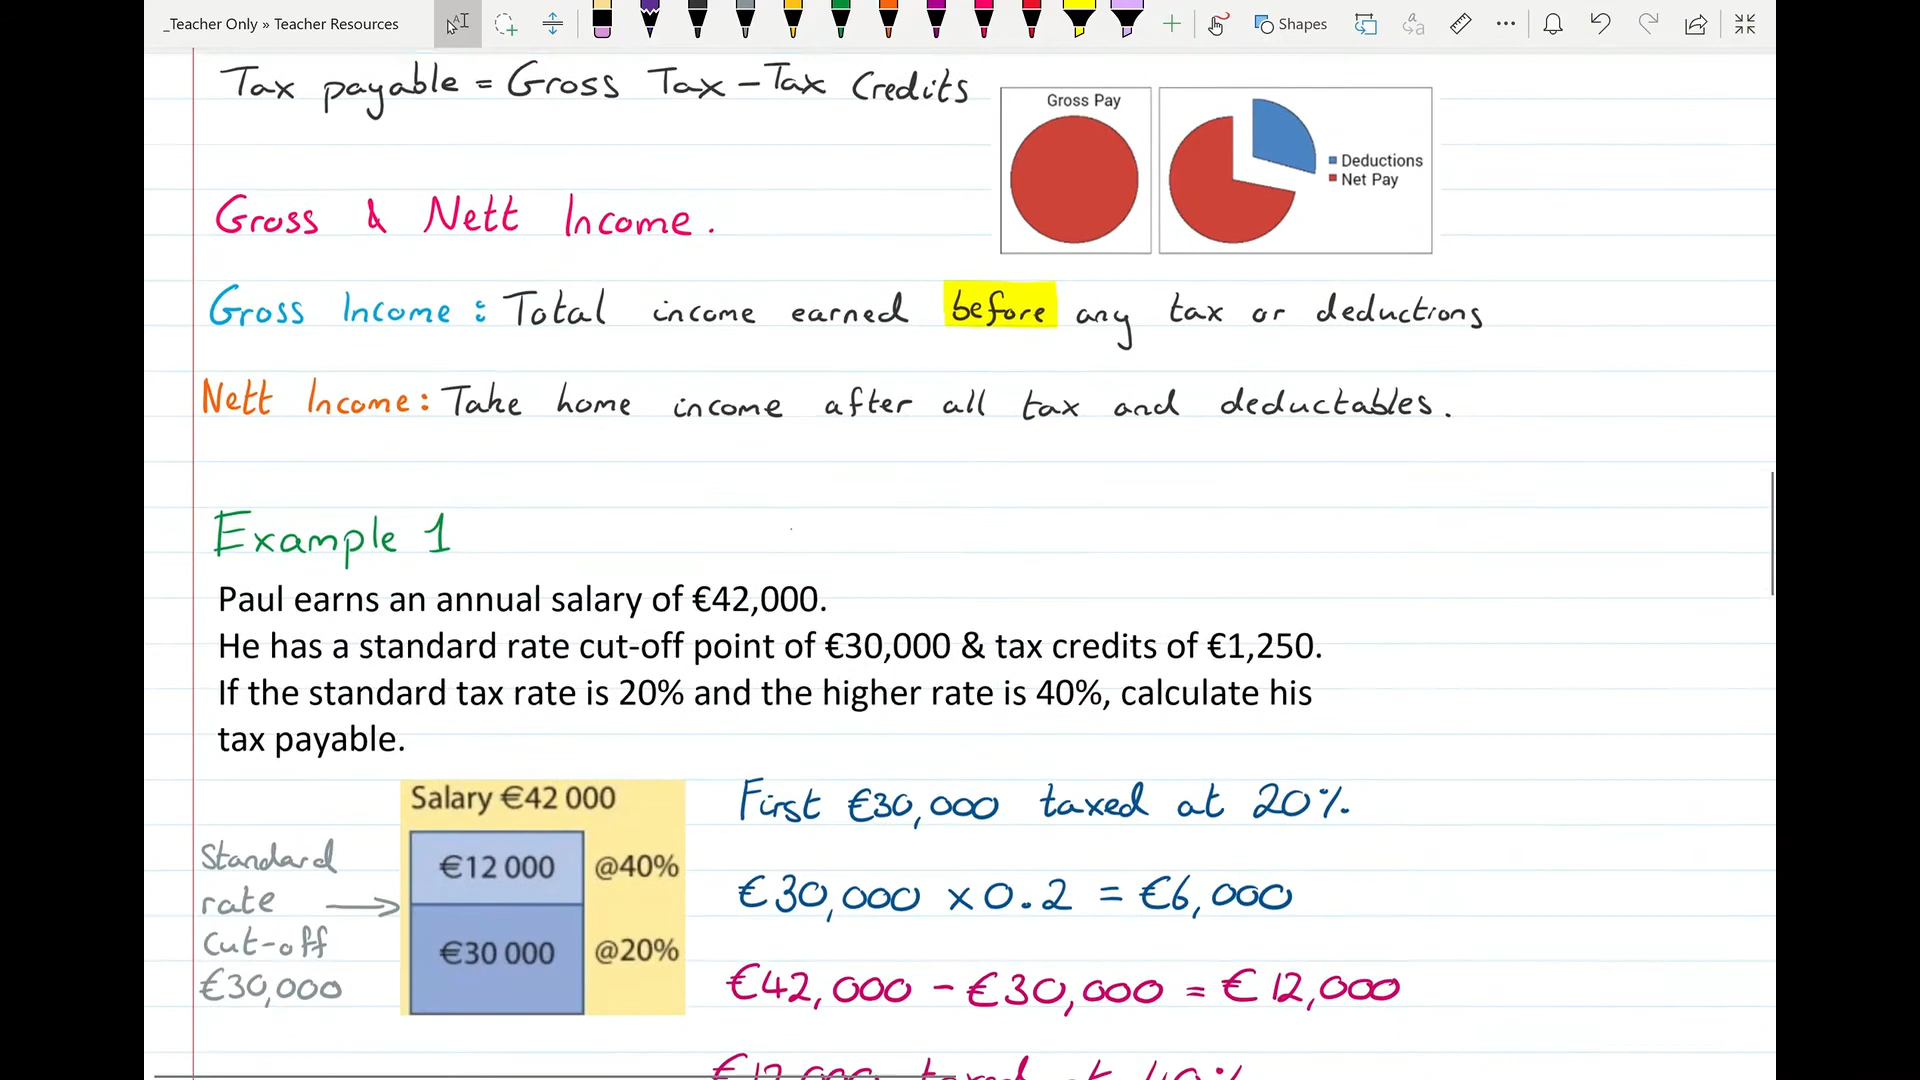 _Teacher Only » Teacher Resources
Shapes
Tax payable = Gross Tax - Tax Credits
Gross Pay
Deductions
Net Pay
Gross & Nett Income.
Gross Income : Total income earned before any tax or deductions
Nett Income : Take home income after all tax and deductables.
Example 1
Paul earns an annual salary of €42,000.
He has a standard rate cut-off point of €30,000 & tax credits of €1,250.
If the standard tax rate is 20% and the higher rate is 40%, calculate his
tax payable.
Salary €42 000
€12 000 @40%
€30 000 @20%
Standard
rate
cut-off
€30,000
First €30,000 taxed at 20%.
€30,000 x 0.2 = €6,000
€42,000 - €30,000 = €12,000
€12,000 taxed at 40%